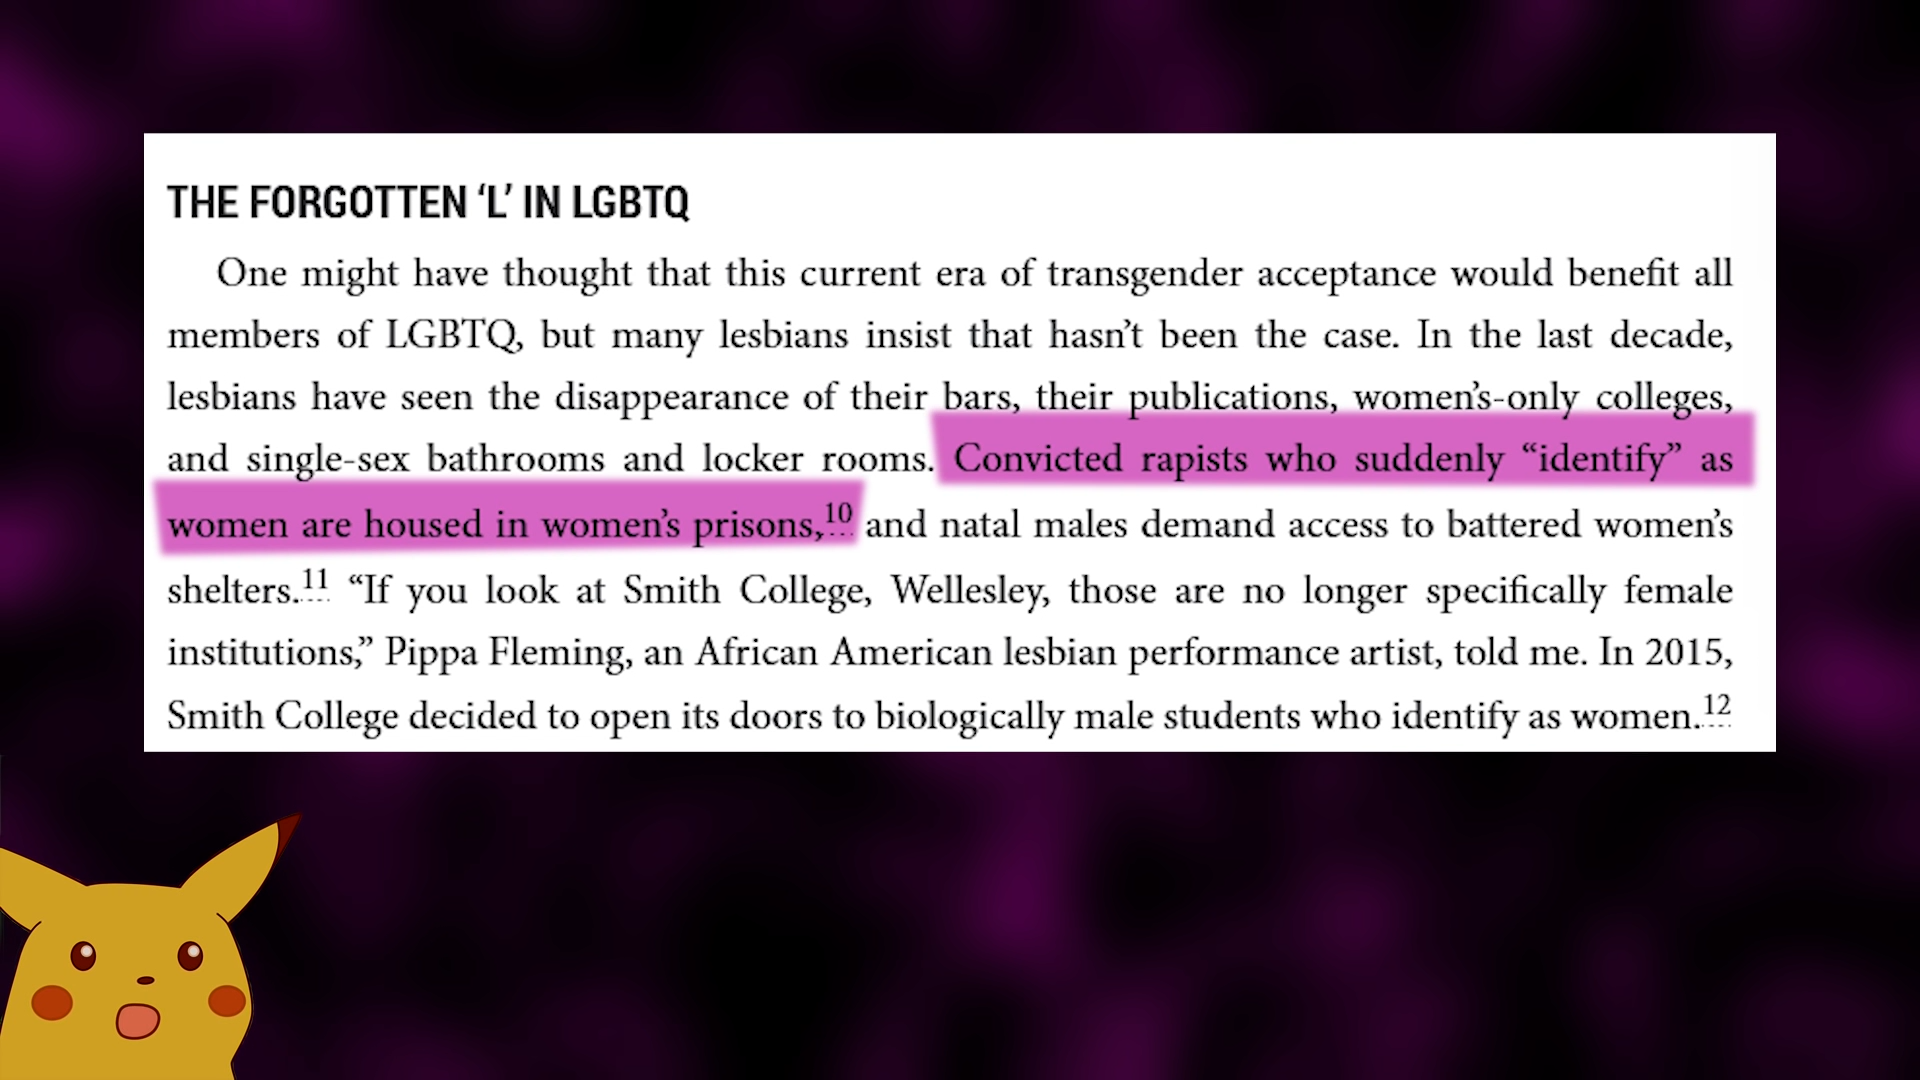 THE FORGOTTEN ‘L’ IN LGBTQ
One might have thought that this current era of transgender acceptance would benefit all
members of LGBTQ, but many lesbians insist that hasn’t been the case. In the last decade,
lesbians have seen the disappearance of their bars, their publications, women’s-only colleges,
and single-sex bathrooms and locker rooms. Convicted rapists who suddenly “identify” as
women are housed in women’s prisons,10 and natal males demand access to battered women’s
shelters.11 “If you look at Smith College, Wellesley, those are no longer specifically female
institutions,” Pippa Fleming, an African American lesbian performance artist, told me. In 2015,
Smith College decided to open its doors to biologically male students who identify as women.12